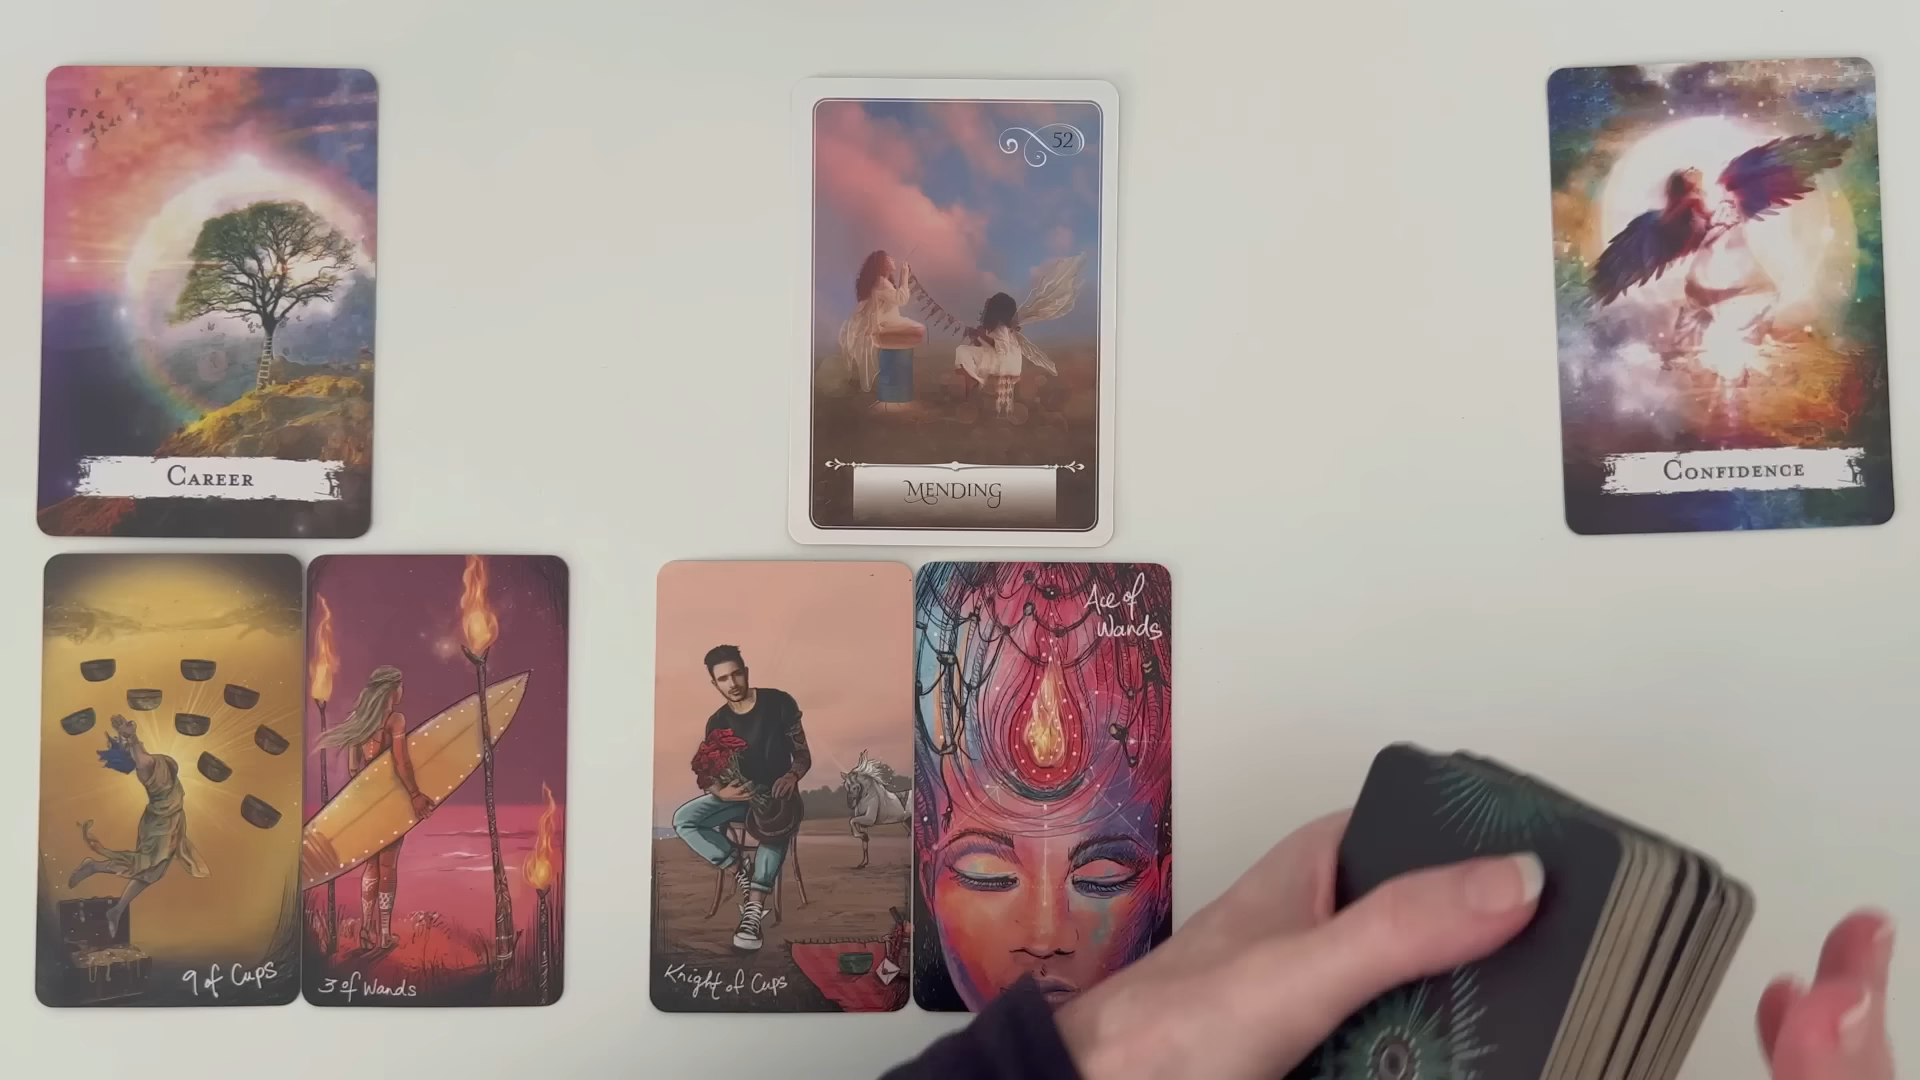 CAREER
52
MENDING
CONFIDENCE
9 of Cups
3 of Wands
Knight of Cups
Ace of
Wands